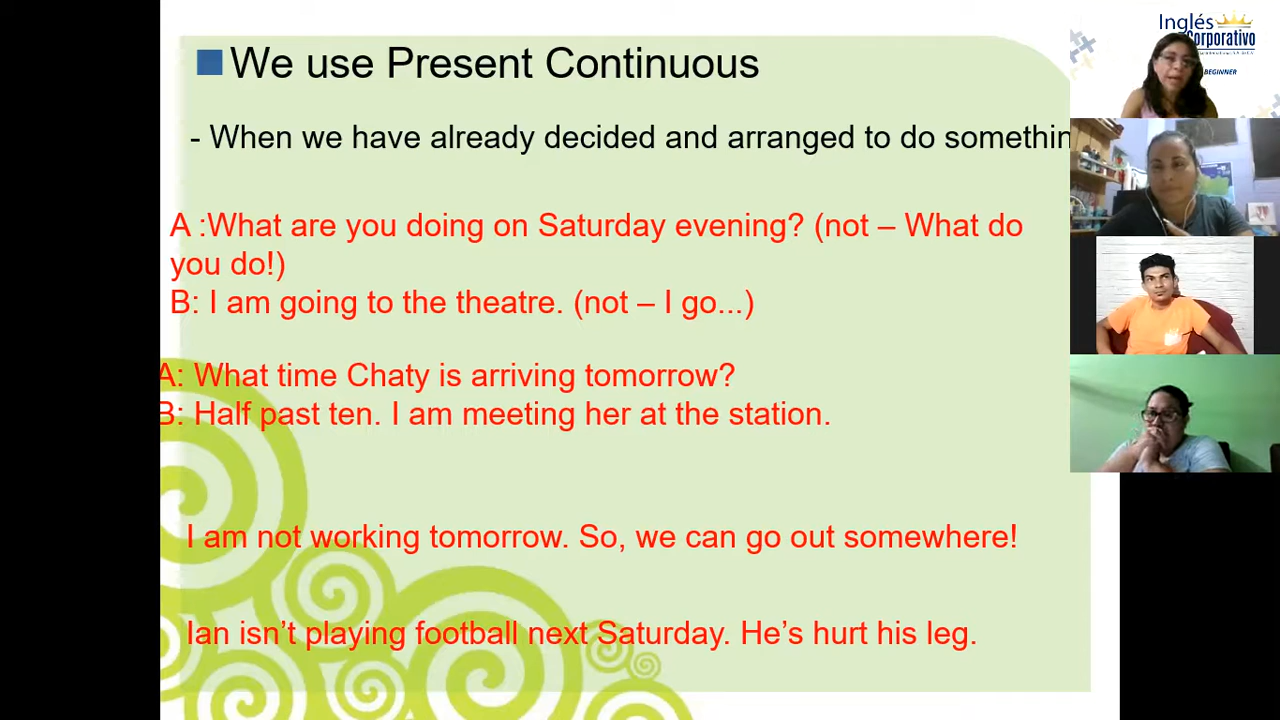 We use Present Continuous
- When we have already decided and arranged to do somethin
A :What are you doing on Saturday evening? (not – What do
you do!)
B: I am going to the theatre. (not – I go...)
A: What time Chaty is arriving tomorrow?
B: Half past ten. I am meeting her at the station.
I am not working tomorrow. So, we can go out somewhere!
Ian isn’t playing football next Saturday. He’s hurt his leg.
Inglés
Corporativo
BEGINNER